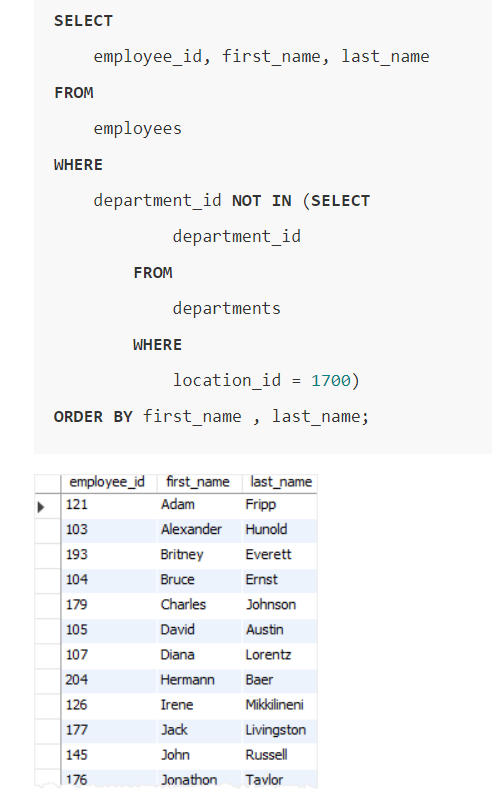 SELECT
employee_id, first_name, last_name
FROM
employees
WHERE
department_id NOT IN (SELECT
department_id
FROM
departments
WHERE
location_id = 1700)
ORDER BY first_name , last_name;
employee_id first_name last_name
121 Adam Fripp
103 Alexander Hunold
193 Britney Everett
104 Bruce Ernst
179 Charles Johnson
105 David Austin
107 Diana Lorentz
204 Hermann Baer
126 Irene Mikkilineni
177 Jack Livingston
145 John Russell
176 Jonathon Taylor